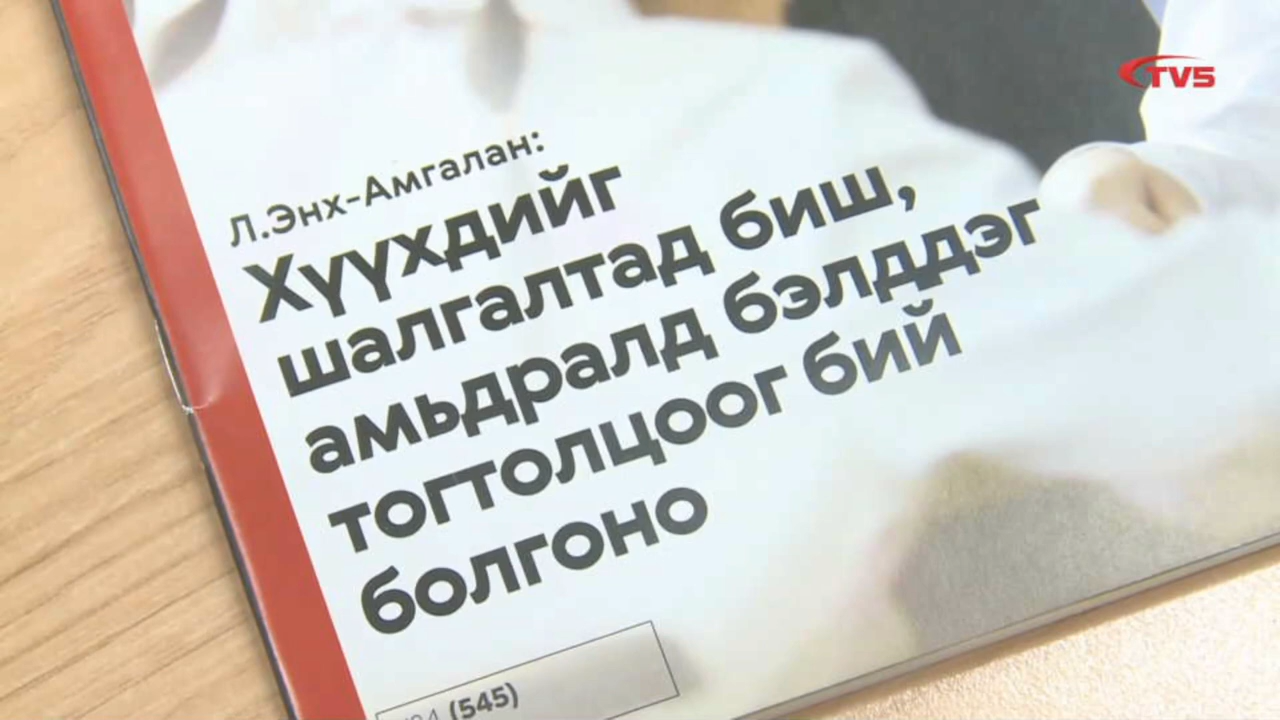 TV5
Л.Энх-Амгалан:
Хүүхдийг
шалгалтад биш,
амьдралд бэлддэг
тогтолцоог бий
болгоно
(545)